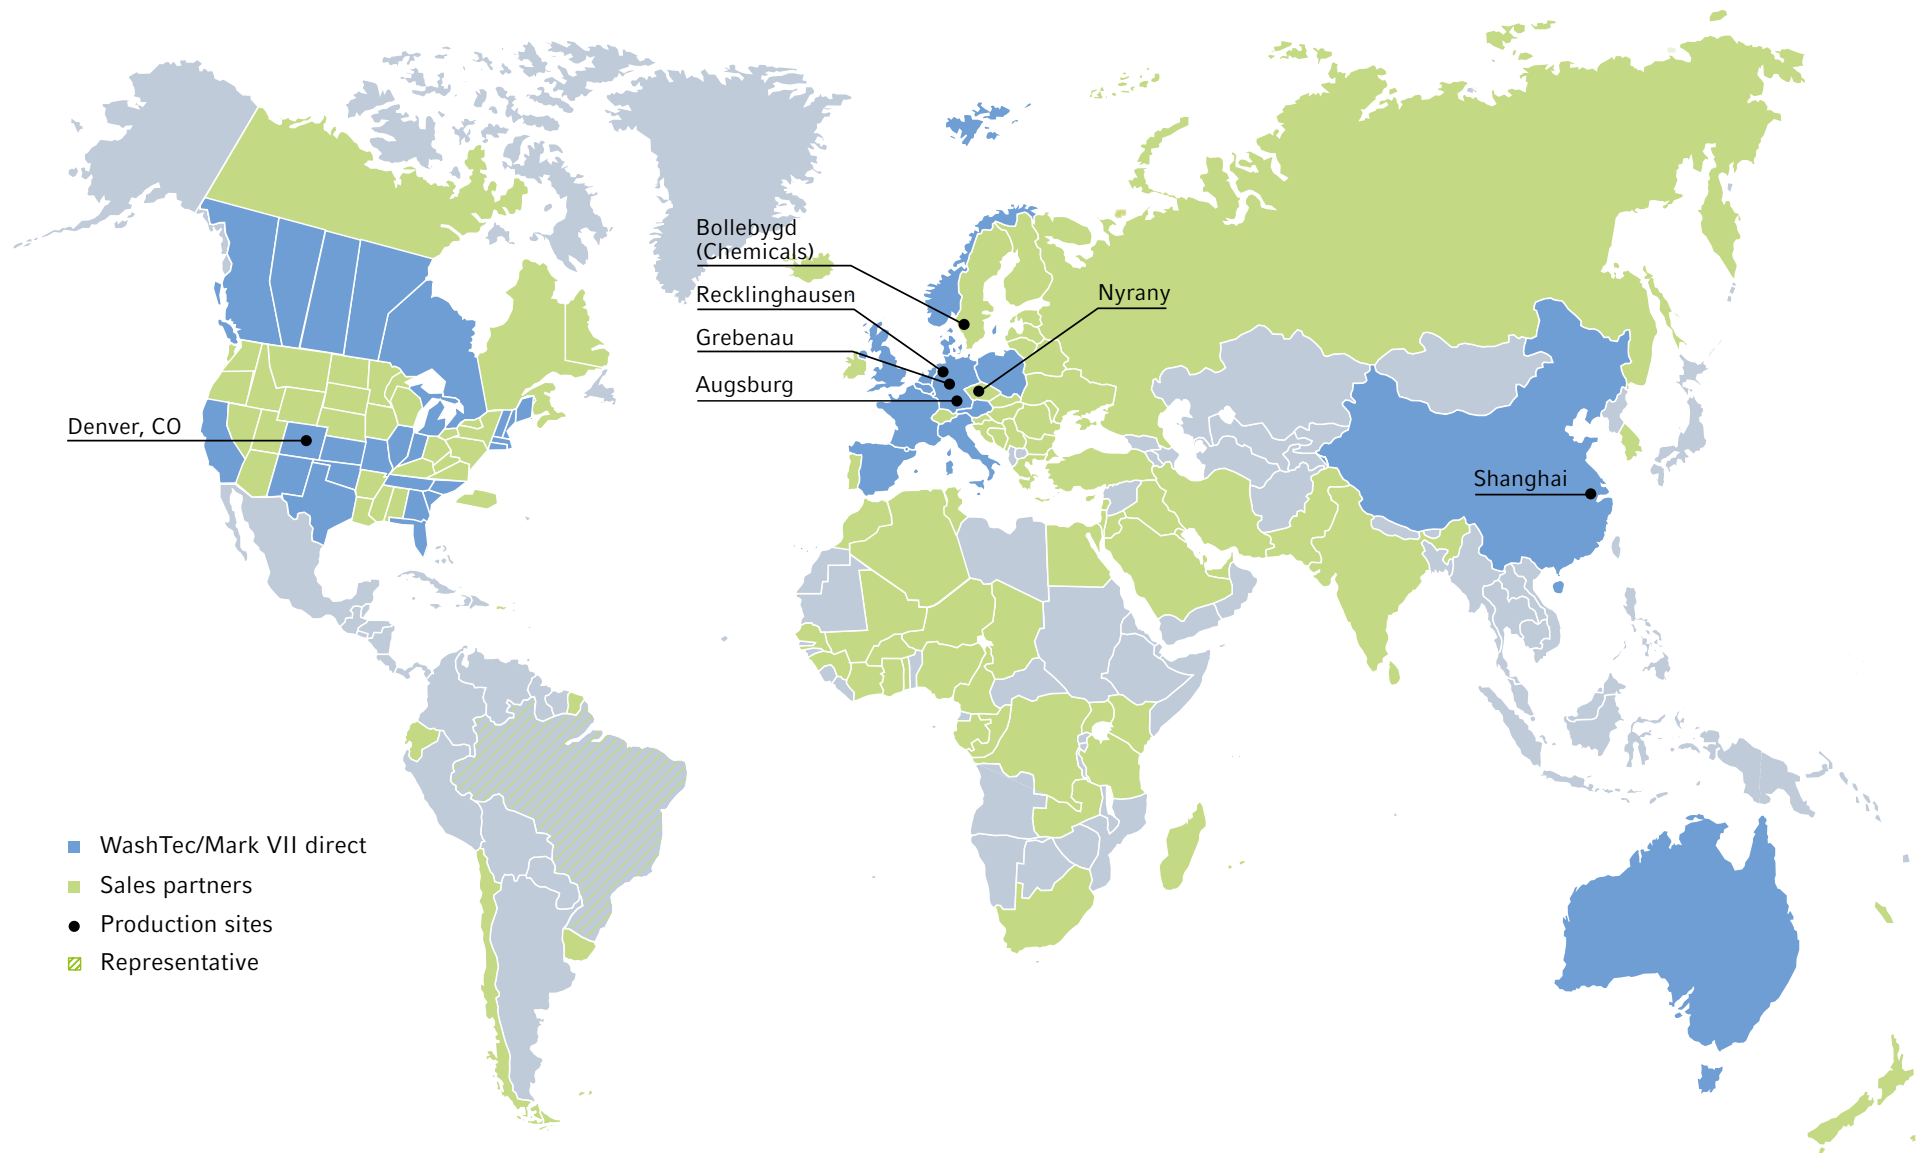 Bollebygd
(Chemicals)
Recklinghausen
Nyrany
Grebenau
Augsburg
Denver, CO
Shanghai
WashTec/Mark VII direct
Sales partners
Production sites
Representative